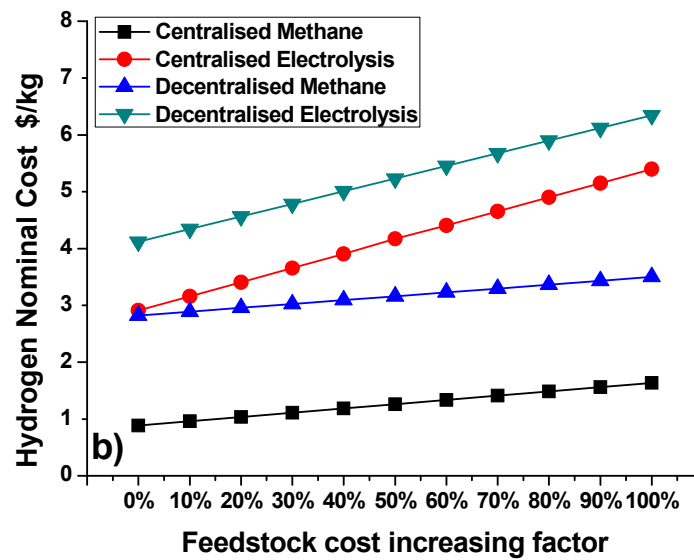 Hydrogen Nominal Cost $/kg
8
7
6
5
4
3
2
1
0
Centralised Methane
Centralised Electrolysis
Decentralised Methane
Decentralised Electrolysis
b)
0% 10% 20% 30% 40% 50% 60% 70% 80% 90% 100%
Feedstock cost increasing factor